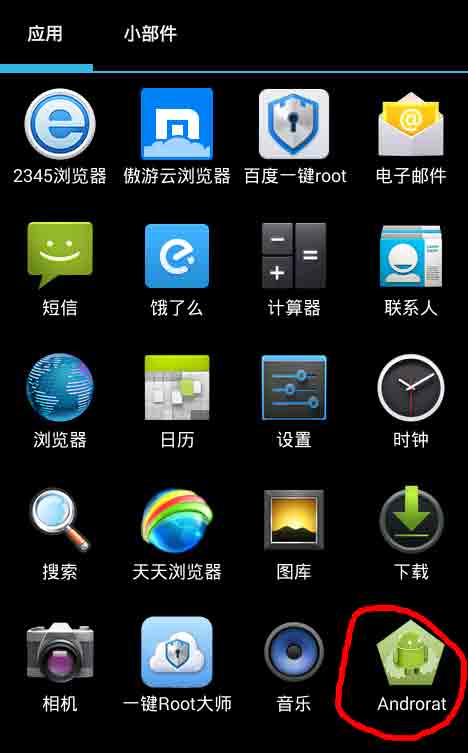 应用 小部件
2345浏览器 傲游云浏览器 百度一键root 电子邮件
短信 饿了么 计算器 联系人
浏览器 日历 设置 时钟
搜索 天天浏览器 图库 下载
相机 一键Root大师 音乐 Androrat